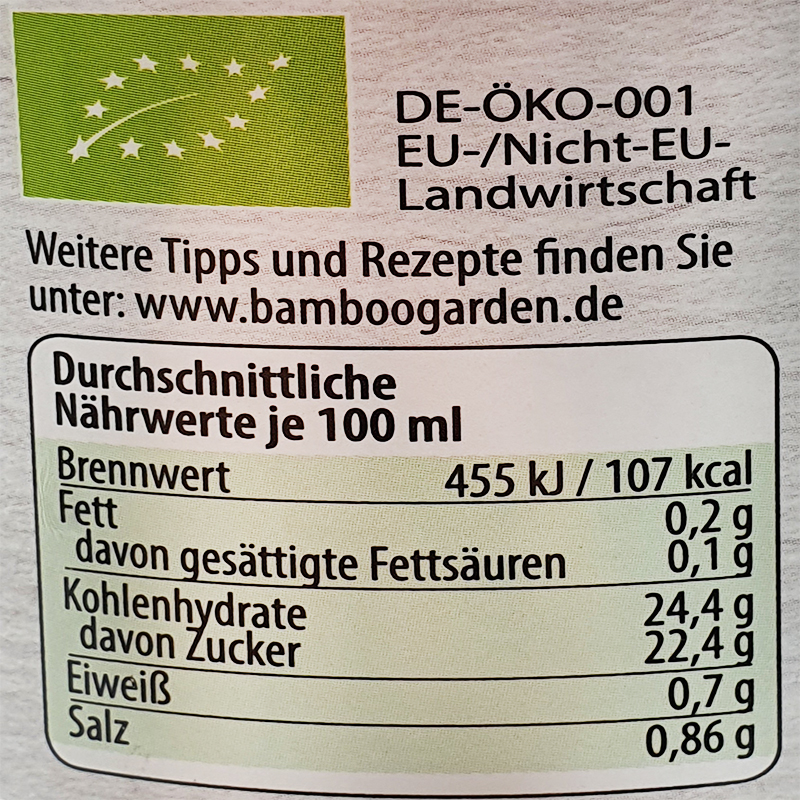 DE-ÖKO-001
EU-/Nicht-EU-
Landwirtschaft
Weitere Tipps und Rezepte finden Sie
unter: www.bamboogarden.de
Durchschnittliche
Nährwerte je 100 ml
Brennwert 455 kJ / 107 kcal
Fett 0,2 g
davon gesättigte Fettsäuren 0,1 g
Kohlenhydrate 24,4 g
davon Zucker 22,4 g
Eiweiß 0,7 g
Salz 0,86 g